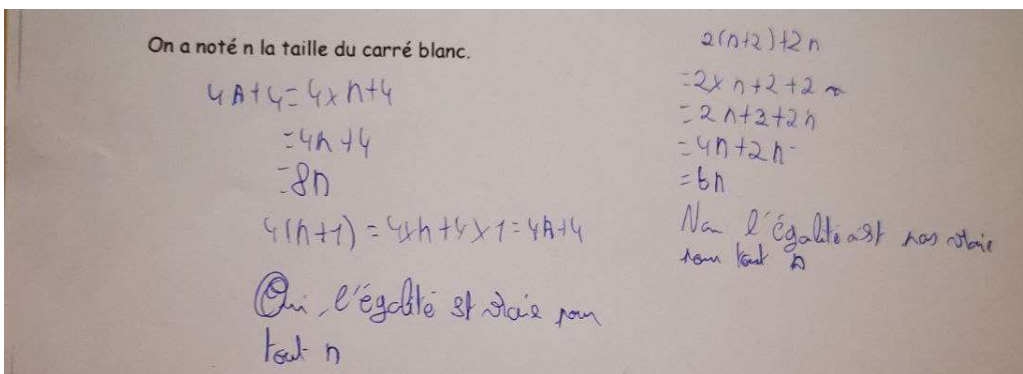 On a noté n la taille du carré blanc.
4n+4=4×n+4
=4n+4
=8n
4(n+1)=4×n+4×1=4n+4
Oui, l'égalité est vraie pour
tout n
2(n+2)+2n
=2×n+2+2n
=2n+2+2n
=4n+2n
=6n
Non l'égalité est pas vraie
pour tout n